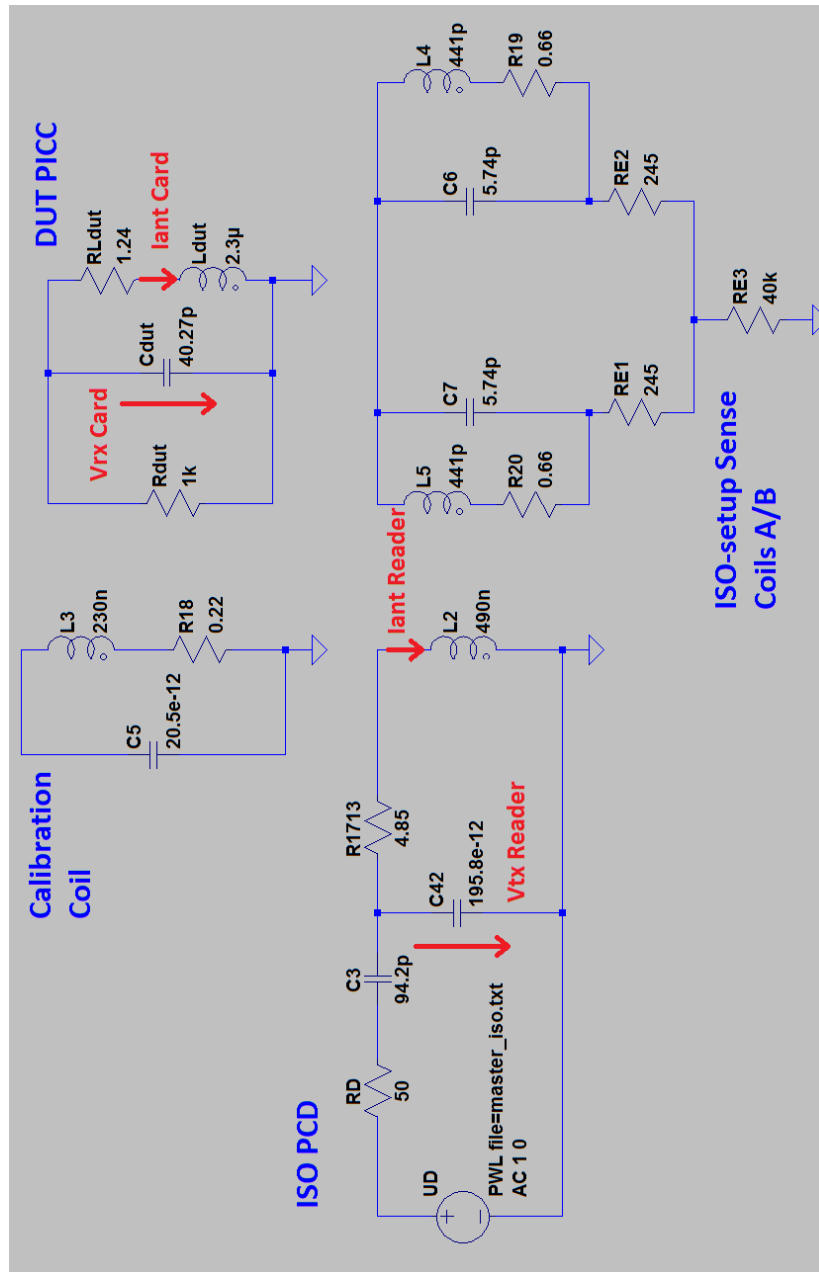 DUT PICC
RLdut
1.24
Iant Card
Ldut
2.3µ
Cdut
40.27p
Vrx Card
Rdut
1k
L4
441p
R19
0.66
C6
5.74p
RE2
245
RE3
40k
C7
5.74p
RE1
245
L5
441p
R20
0.66
ISO-setup Sense
Coils A/B
Calibration
Coil
L3
230n
R18
0.22
C5
20.5e-12
ISO PCD
Iant Reader
L2
490n
R1713
4.85
C42
195.8e-12
Vtx Reader
C3
94.2p
RD
50
UD
PWL file=master_iso.txt
AC 1 0